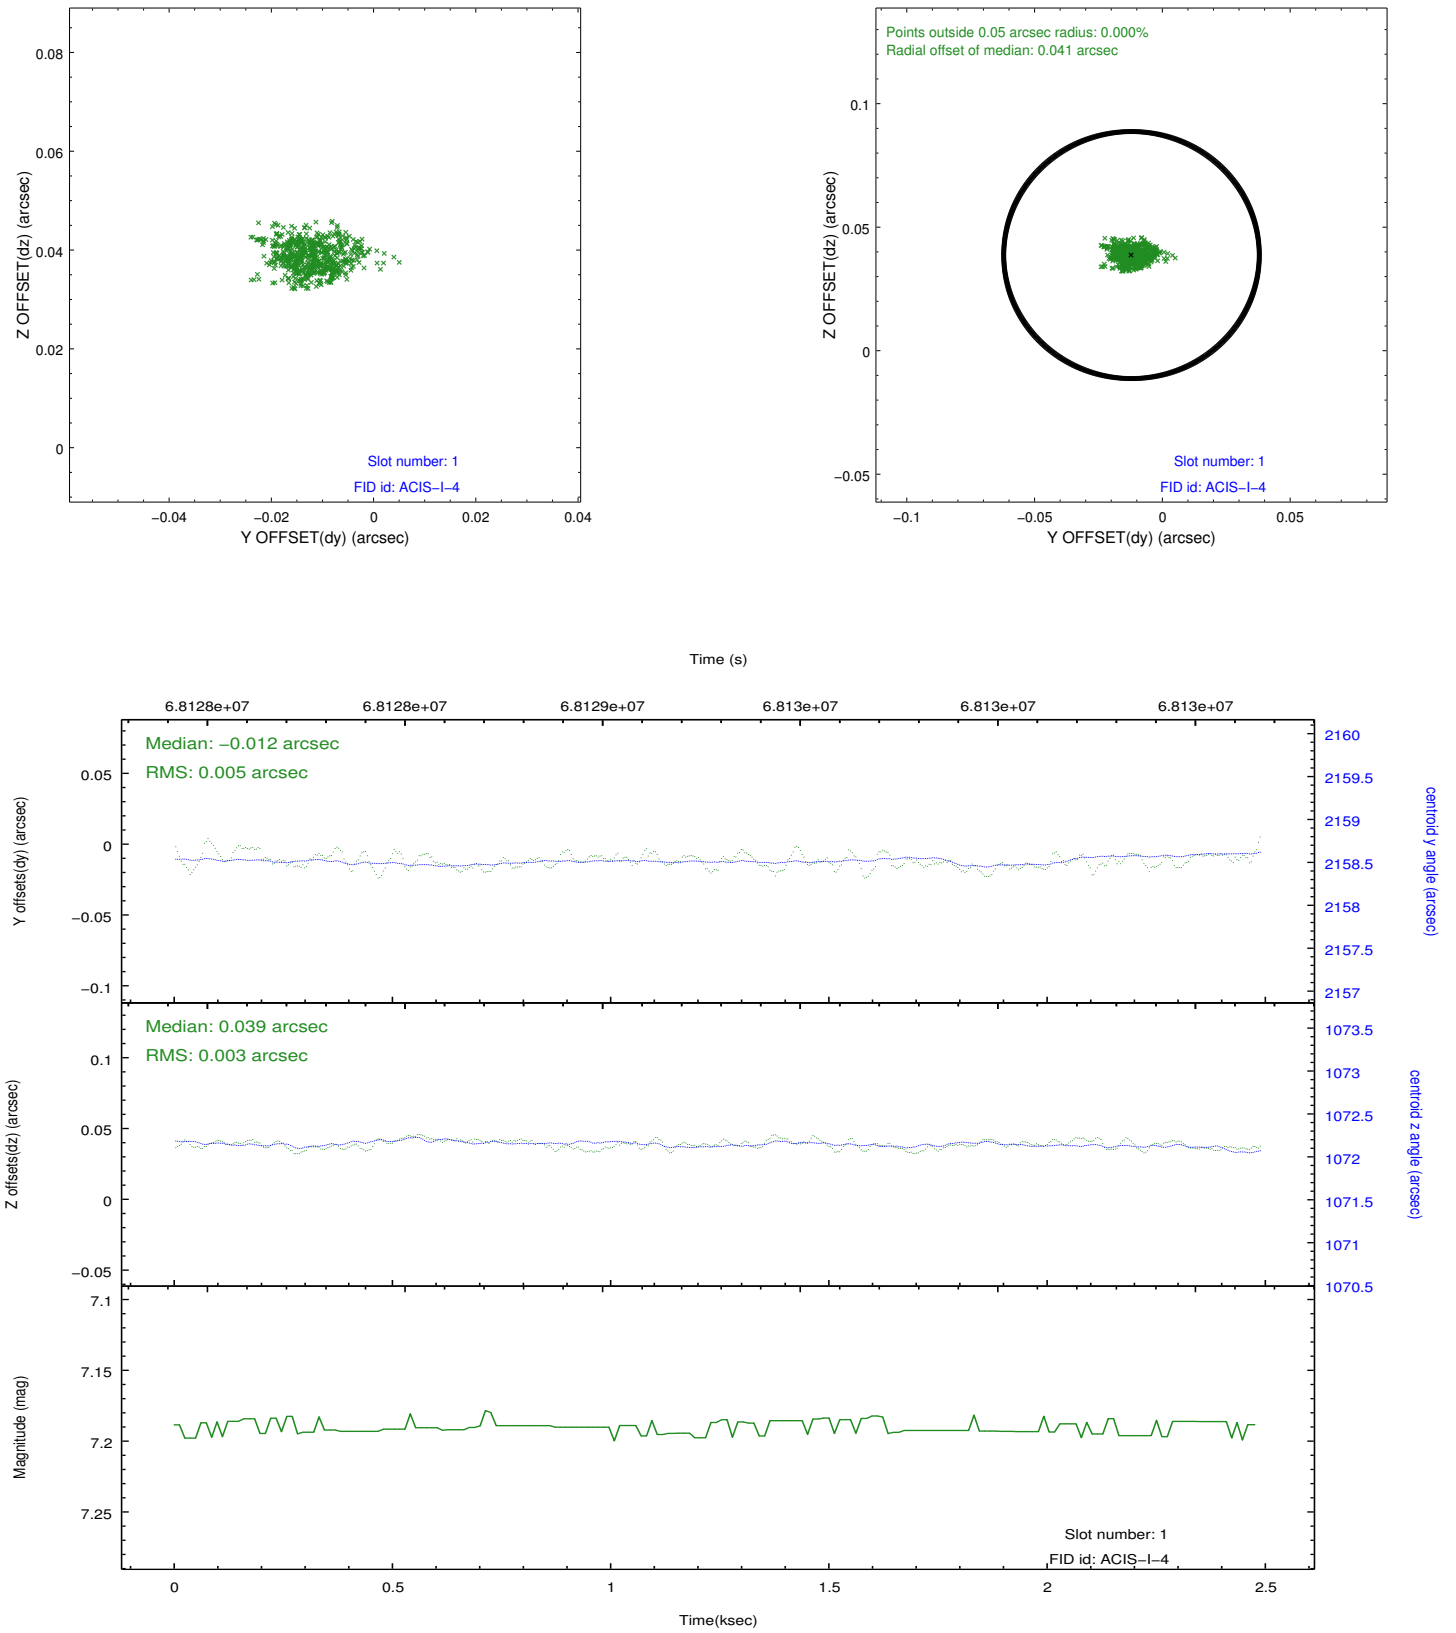 0.08
0.06
0.04
0.02
0
Z OFFSET(dz) (arcsec)
Slot number: 1
FID id: ACIS−I−4
−0.04
−0.02
0
0.02
0.04
Y OFFSET(dy) (arcsec)
Points outside 0.05 arcsec radius: 0.000%
Radial offset of median: 0.041 arcsec
0.1
0.05
0
−0.05
Z OFFSET(dz) (arcsec)
Slot number: 1
FID id: ACIS−I−4
−0.1
−0.05
0
0.05
Y OFFSET(dy) (arcsec)
Time (s)
6.8128e+07
6.8128e+07
6.8129e+07
6.813e+07
6.813e+07
6.813e+07
Median: −0.012 arcsec
RMS: 0.005 arcsec
0.05
0
−0.05
−0.1
Y offsets(dy) (arcsec)
2160
2159.5
2159
2158.5
2158
2157.5
2157
centroid y angle (arcsec)
Median: 0.039 arcsec
RMS: 0.003 arcsec
0.1
0.05
0
−0.05
Z offsets(dz) (arcsec)
1073.5
1073
1072.5
1072
1071.5
1071
1070.5
centroid z angle (arcsec)
7.1
7.15
7.2
7.25
Magnitude (mag)
Slot number: 1
FID id: ACIS−I−4
0
0.5
1
1.5
2
2.5
Time(ksec)